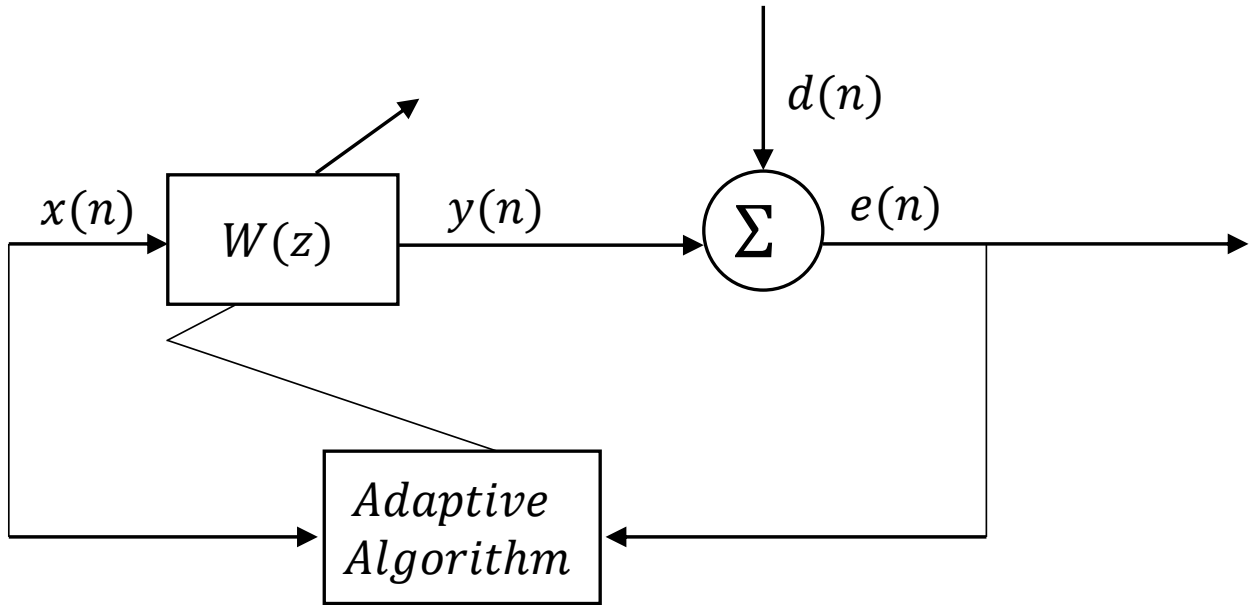 d(n)
x(n)
W(z)
y(n)
Σ
e(n)
Adaptive
Algorithm